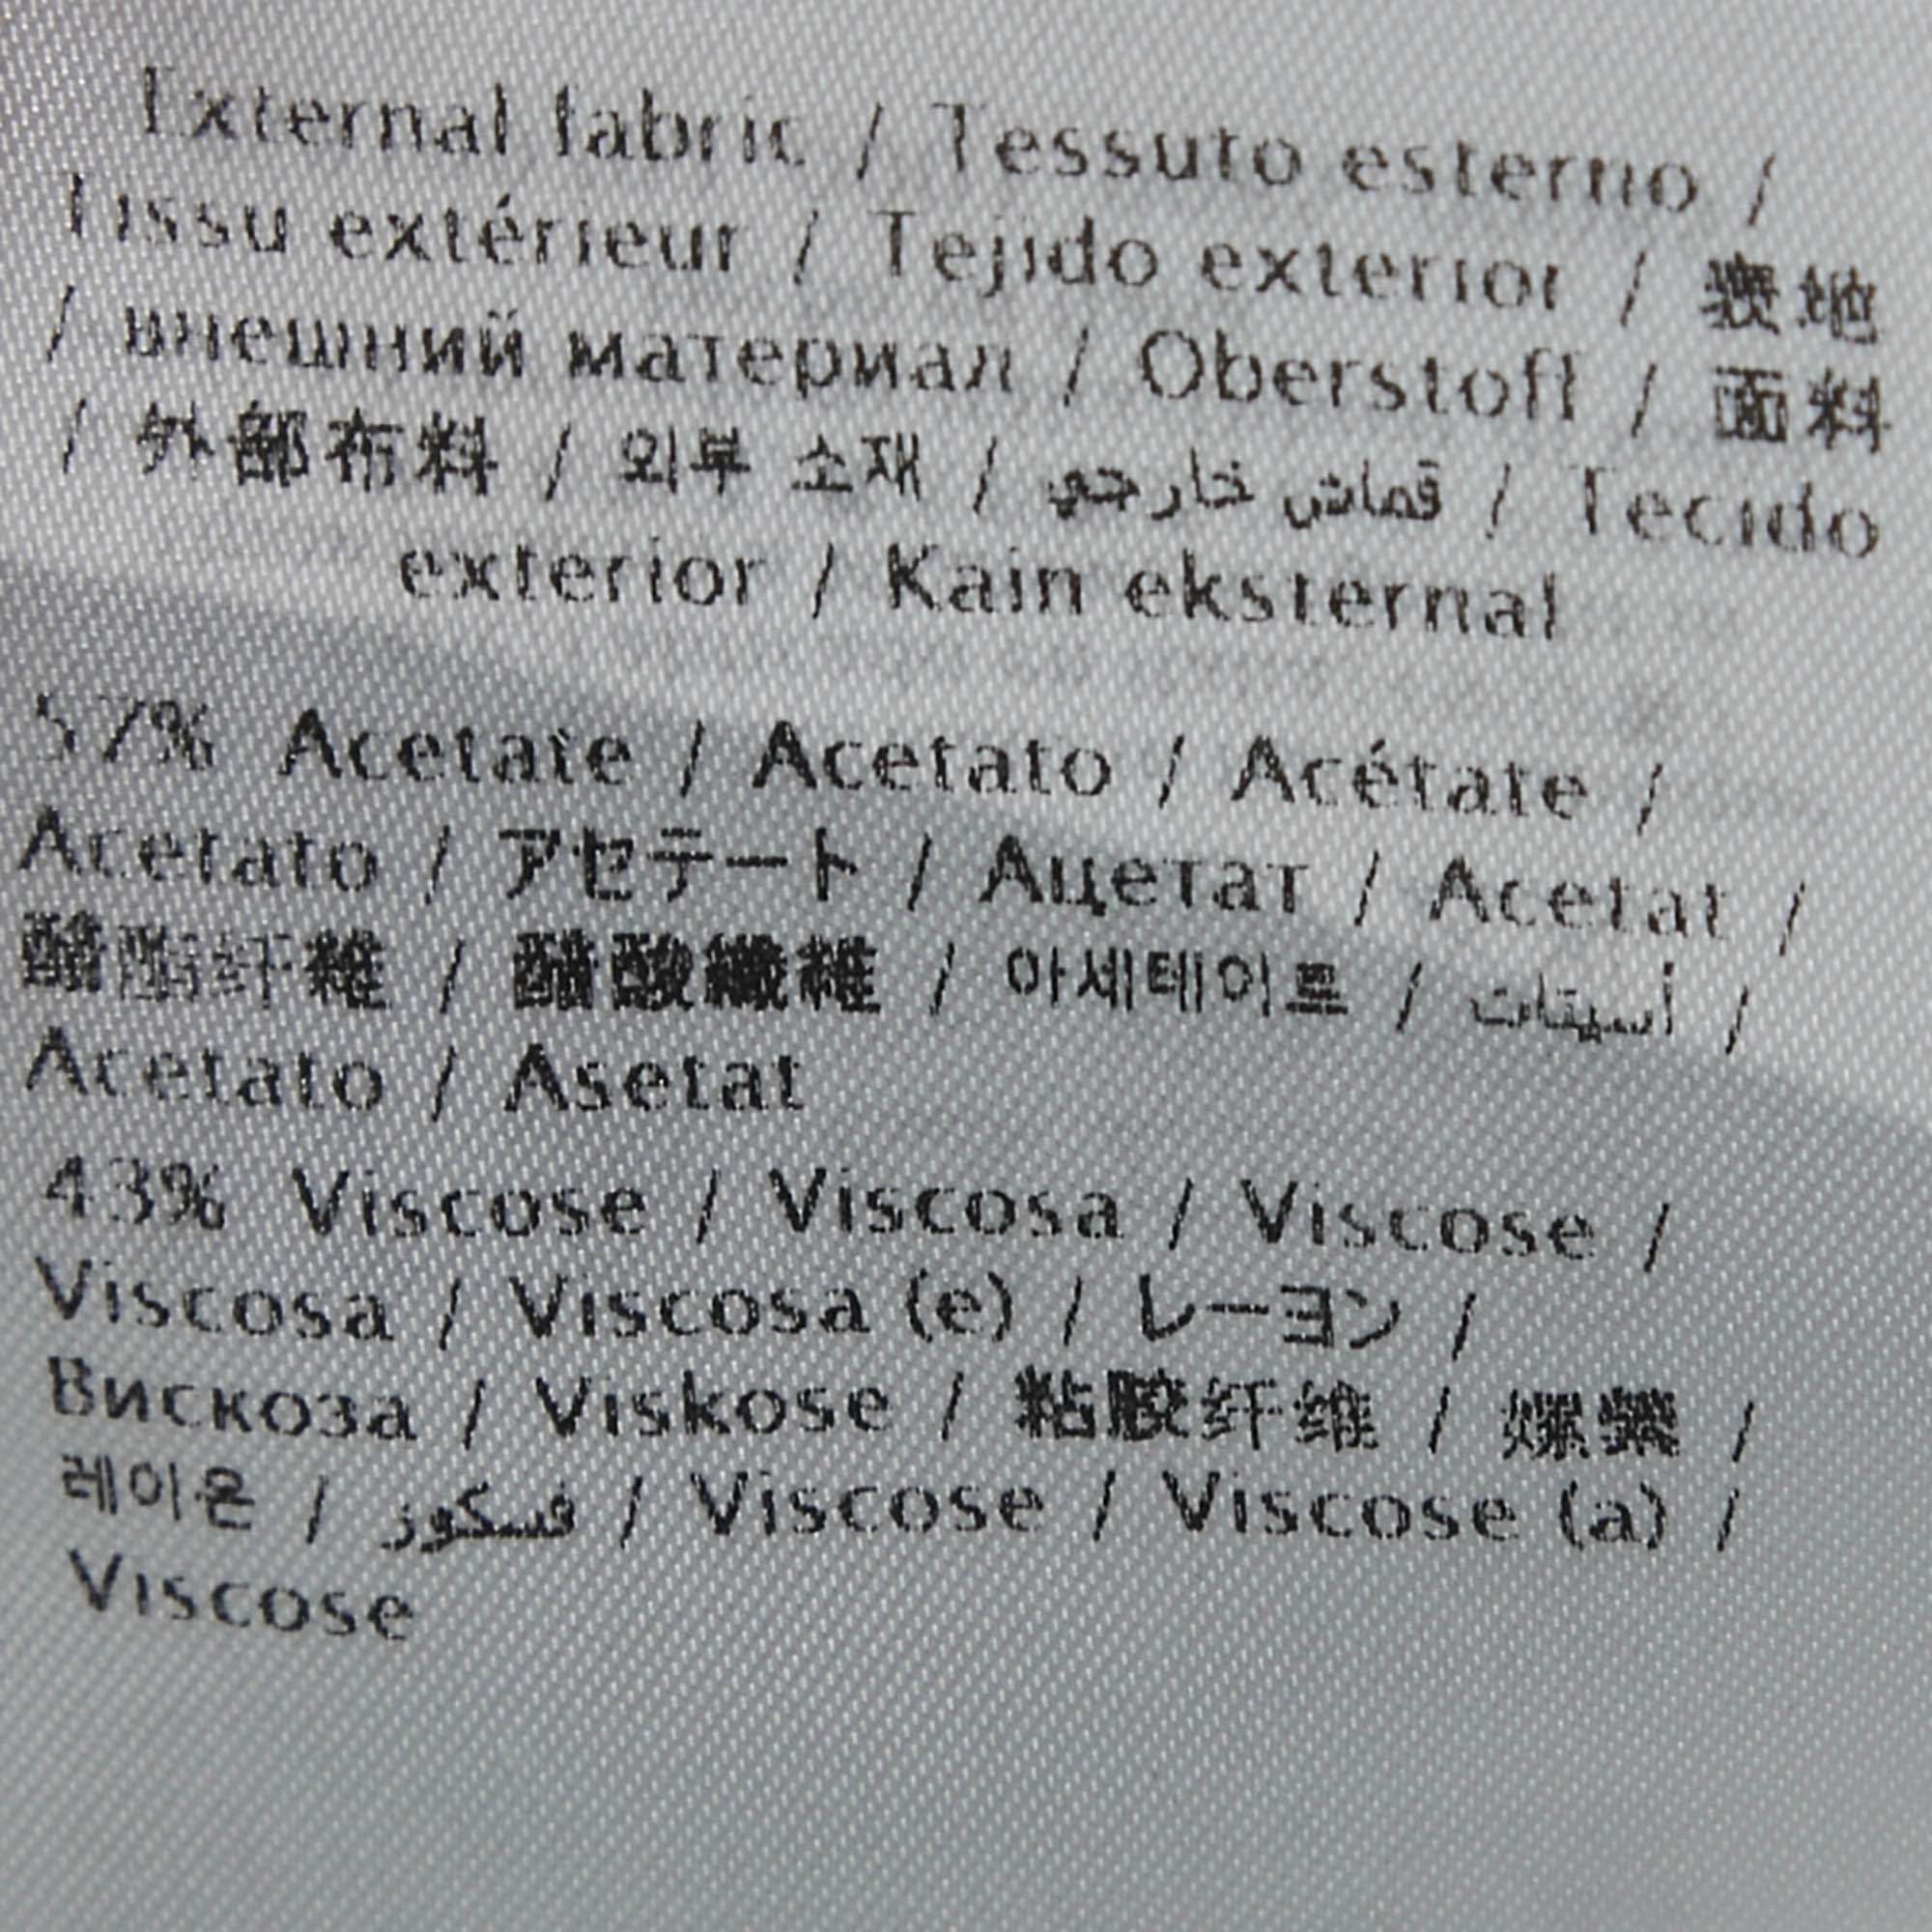 External fabric / Tessuto esterno /
Tissu extérieur / Tejido exterior / 表地
/ внешний материал / Oberstoff / 面料
/ 外部布料 / 외부 소재 / قماش خارجي / Tecido
exterior / Kain eksternal
57% Acetate / Acetato / Acétate /
Acetato / アセテート / Ацетат / Acetat /
醋酯纤维 / 醋酸纖維 / 아세테이트 / أسيتات /
Acetato / Asetat
43% Viscose / Viscosa / Viscose /
Viscosa / Viscosa (e) / レーヨン /
Вискоза / Viskose / 粘胶纤维 / 嫘縈 /
레이온 / فسكوز / Viscose / Viscose (a) /
Viscose